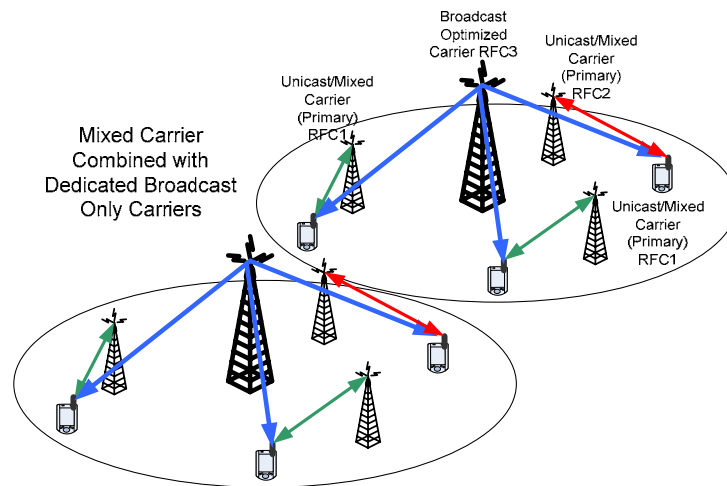 Broadcast
Optimized
Carrier RFC3
Unicast/Mixed
Carrier
(Primary)
RFC2
Unicast/Mixed
Carrier
(Primary)
RFC1
Mixed Carrier
Combined with
Dedicated Broadcast
Only Carriers
Unicast/Mixed
Carrier
(Primary)
RFC1